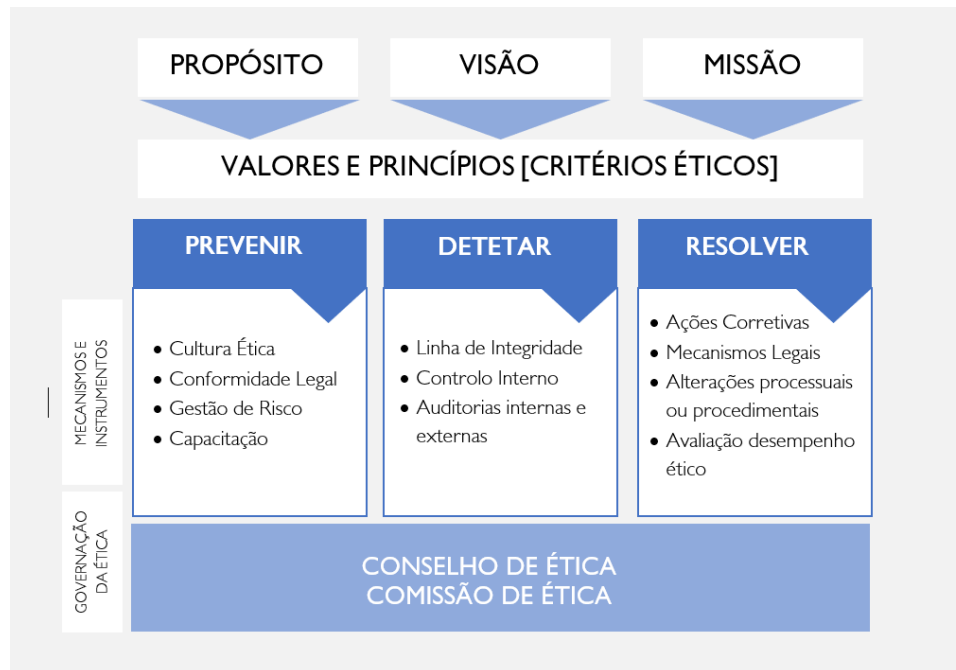 PROPÓSITO
VISÃO
MISSÃO
VALORES E PRINCÍPIOS [CRITÉRIOS ÉTICOS]
MECANISMOS E
INSTRUMENTOS
PREVENIR
• Cultura Ética
• Conformidade Legal
• Gestão de Risco
• Capacitação
DETETAR
• Linha de Integridade
• Controlo Interno
• Auditorias internas e
externas
RESOLVER
• Ações Corretivas
• Mecanismos Legais
• Alterações processuais
ou procedimentais
• Avaliação desempenho
ético
GOVERNAÇÃO
DA ÉTICA
CONSELHO DE ÉTICA
COMISSÃO DE ÉTICA